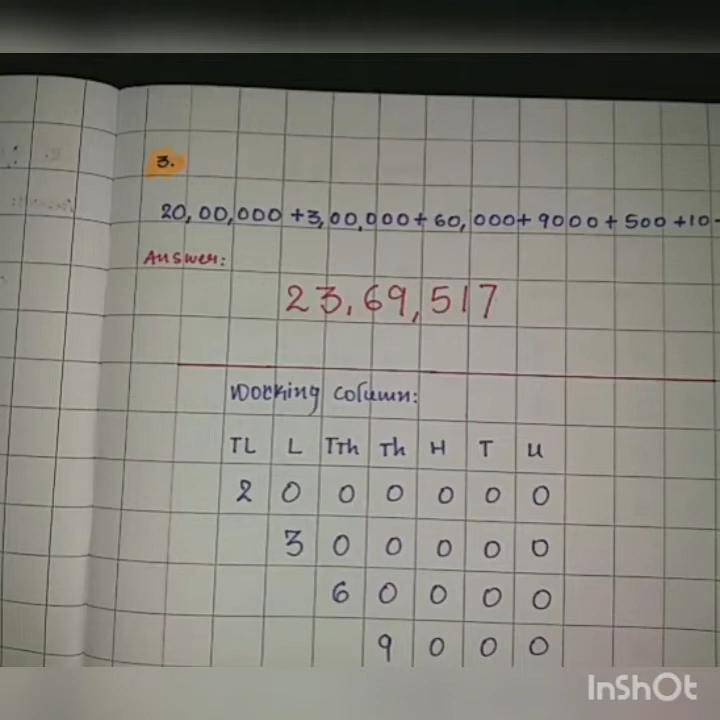 3.
20,00,000 +3,00,000+ 60,000+ 9000 + 500 +10-
Answer:
23,69,517
Working column:
TL L Tth Th H T U
2 0 0 0 0 0 0
3 0 0 0 0 0
6 0 0 0 0
9 0 0 0
InShOt